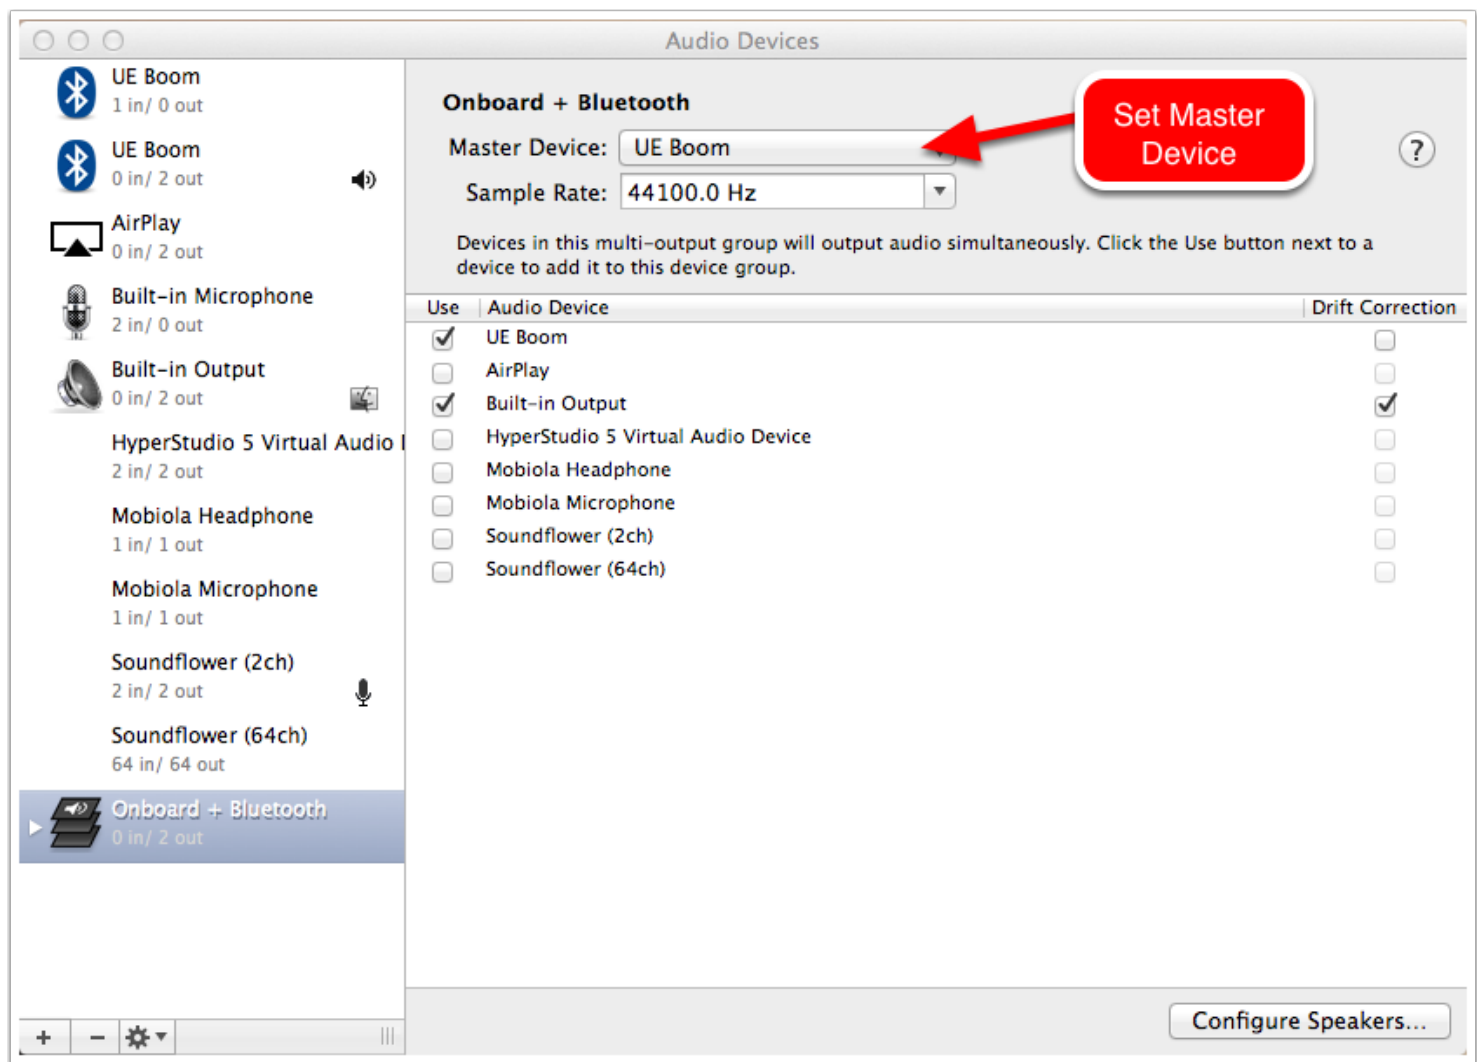 Audio Devices
UE Boom
1 in/ 0 out
UE Boom
0 in/ 2 out
AirPlay
0 in/ 2 out
Built-in Microphone
2 in/ 0 out
Built-in Output
0 in/ 2 out
HyperStudio 5 Virtual Audio
2 in/ 2 out
Mobiola Headphone
1 in/ 1 out
Mobiola Microphone
1 in/ 1 out
Soundflower (2ch)
2 in/ 2 out
Soundflower (64ch)
64 in/ 64 out
Onboard + Bluetooth
0 in/ 2 out
Onboard + Bluetooth
Master Device: UE Boom
Sample Rate: 44100.0 Hz
Set Master
Device
?
Devices in this multi-output group will output audio simultaneously. Click the Use button next to a
device to add it to this device group.
Use Audio Device Drift Correction
UE Boom
AirPlay
Built-in Output
HyperStudio 5 Virtual Audio Device
Mobiola Headphone
Mobiola Microphone
Soundflower (2ch)
Soundflower (64ch)
Configure Speakers...